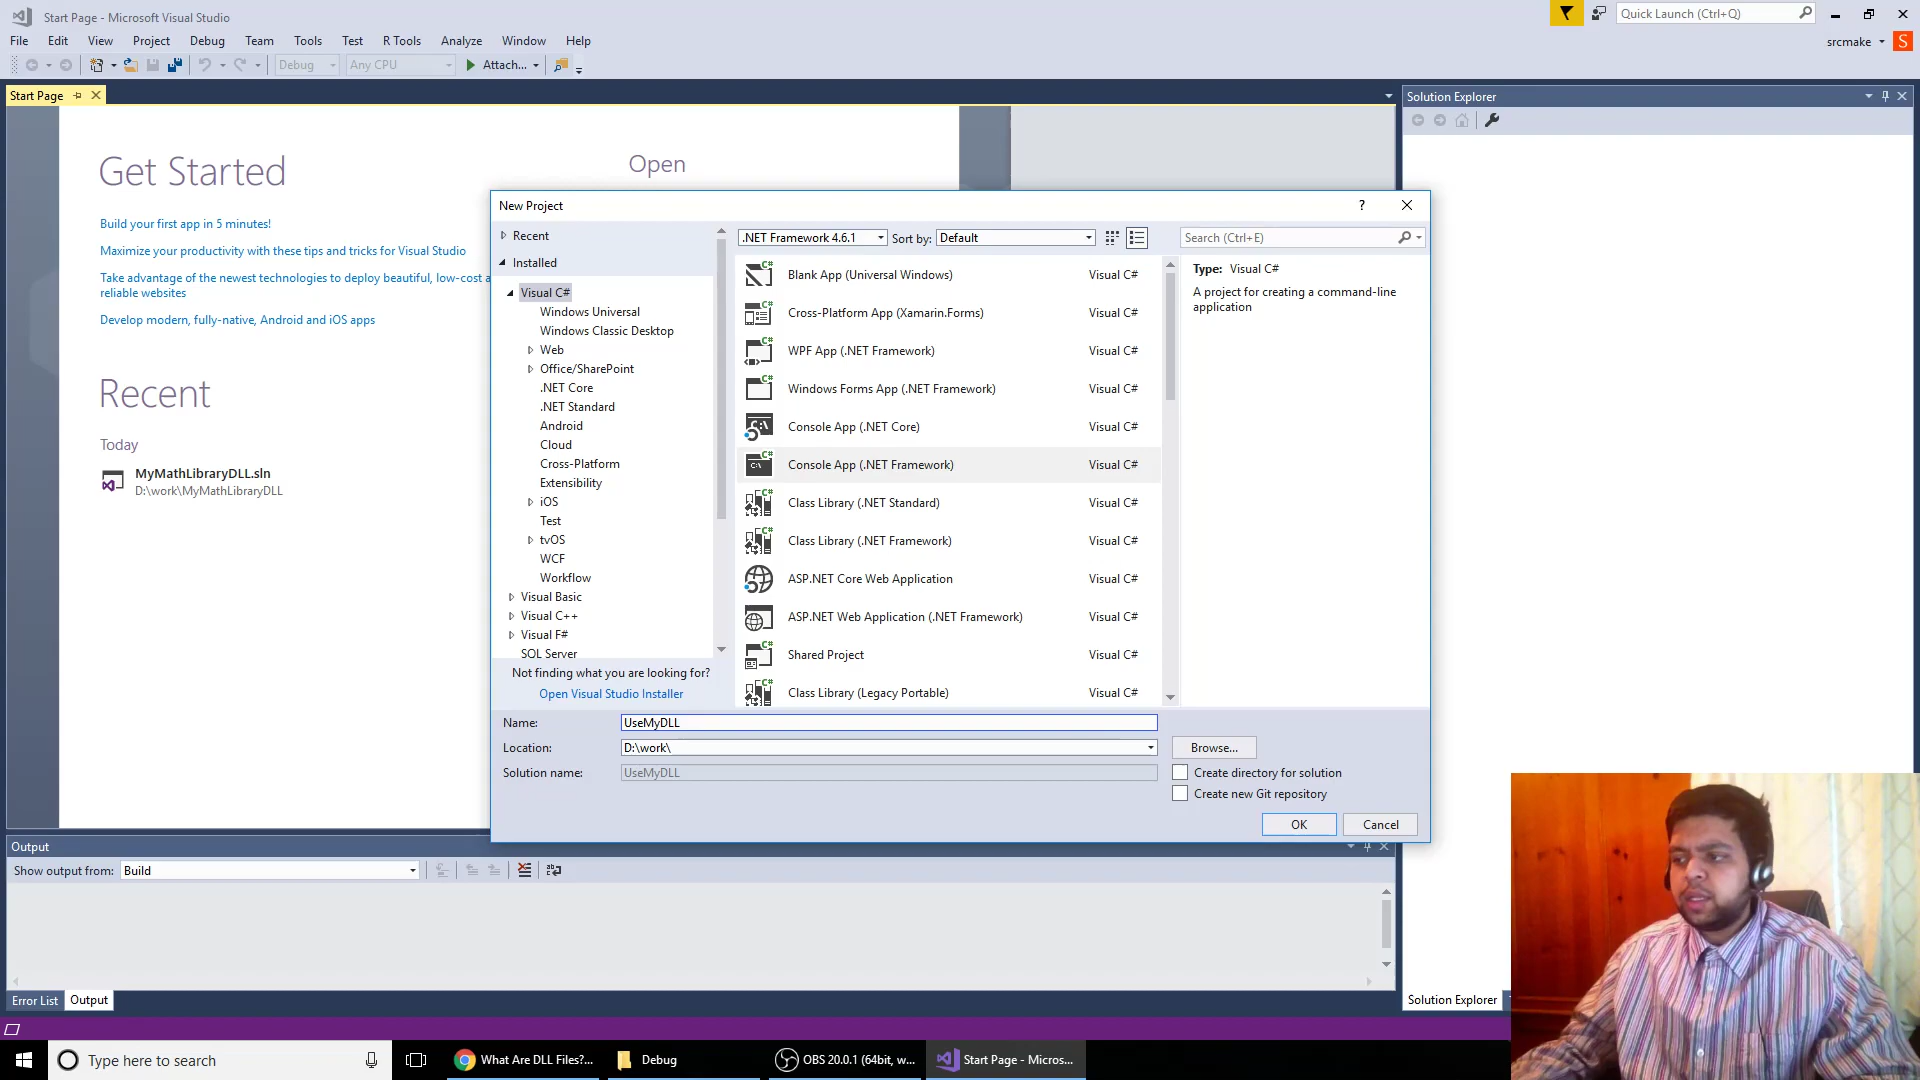 Start Page - Microsoft Visual Studio
Quick Launch (Ctrl+Q)
File Edit View Project Debug Team Tools Test R Tools Analyze Window Help
srcmake
S
Debug
Any CPU
Attach...
Start Page
Solution Explorer
Get Started
Build your first app in 5 minutes!
Maximize your productivity with these tips and tricks for Visual Studio
Take advantage of the newest technologies to deploy beautiful, low-cost a
reliable websites
Develop modern, fully-native, Android and iOS apps
Recent
Today
MyMathLibraryDLL.sln
D:\work\MyMathLibraryDLL
Open
New Project
?
Recent
Installed
Visual C#
Windows Universal
Windows Classic Desktop
Web
Office/SharePoint
.NET Core
.NET Standard
Android
Cloud
Cross-Platform
Extensibility
iOS
Test
tvOS
WCF
Workflow
Visual Basic
Visual C++
Visual F#
SQL Server
Not finding what you are looking for?
Open Visual Studio Installer
.NET Framework 4.6.1
Sort by: Default
Search (Ctrl+E)
Blank App (Universal Windows) Visual C#
Cross-Platform App (Xamarin.Forms) Visual C#
WPF App (.NET Framework) Visual C#
Windows Forms App (.NET Framework) Visual C#
Console App (.NET Core) Visual C#
Console App (.NET Framework) Visual C#
Class Library (.NET Standard) Visual C#
Class Library (.NET Framework) Visual C#
ASP.NET Core Web Application Visual C#
ASP.NET Web Application (.NET Framework) Visual C#
Shared Project Visual C#
Class Library (Legacy Portable) Visual C#
Type: Visual C#
A project for creating a command-line
application
Name: UseMyDLL
Location: D:\work\
Browse...
Solution name: UseMyDLL
Create directory for solution
Create new Git repository
OK
Cancel
Output
Show output from: Build
Error List
Output
Solution Explorer
Type here to search
What Are DLL Files?...
Debug
OBS 20.0.1 (64bit, w...
Start Page - Micros...